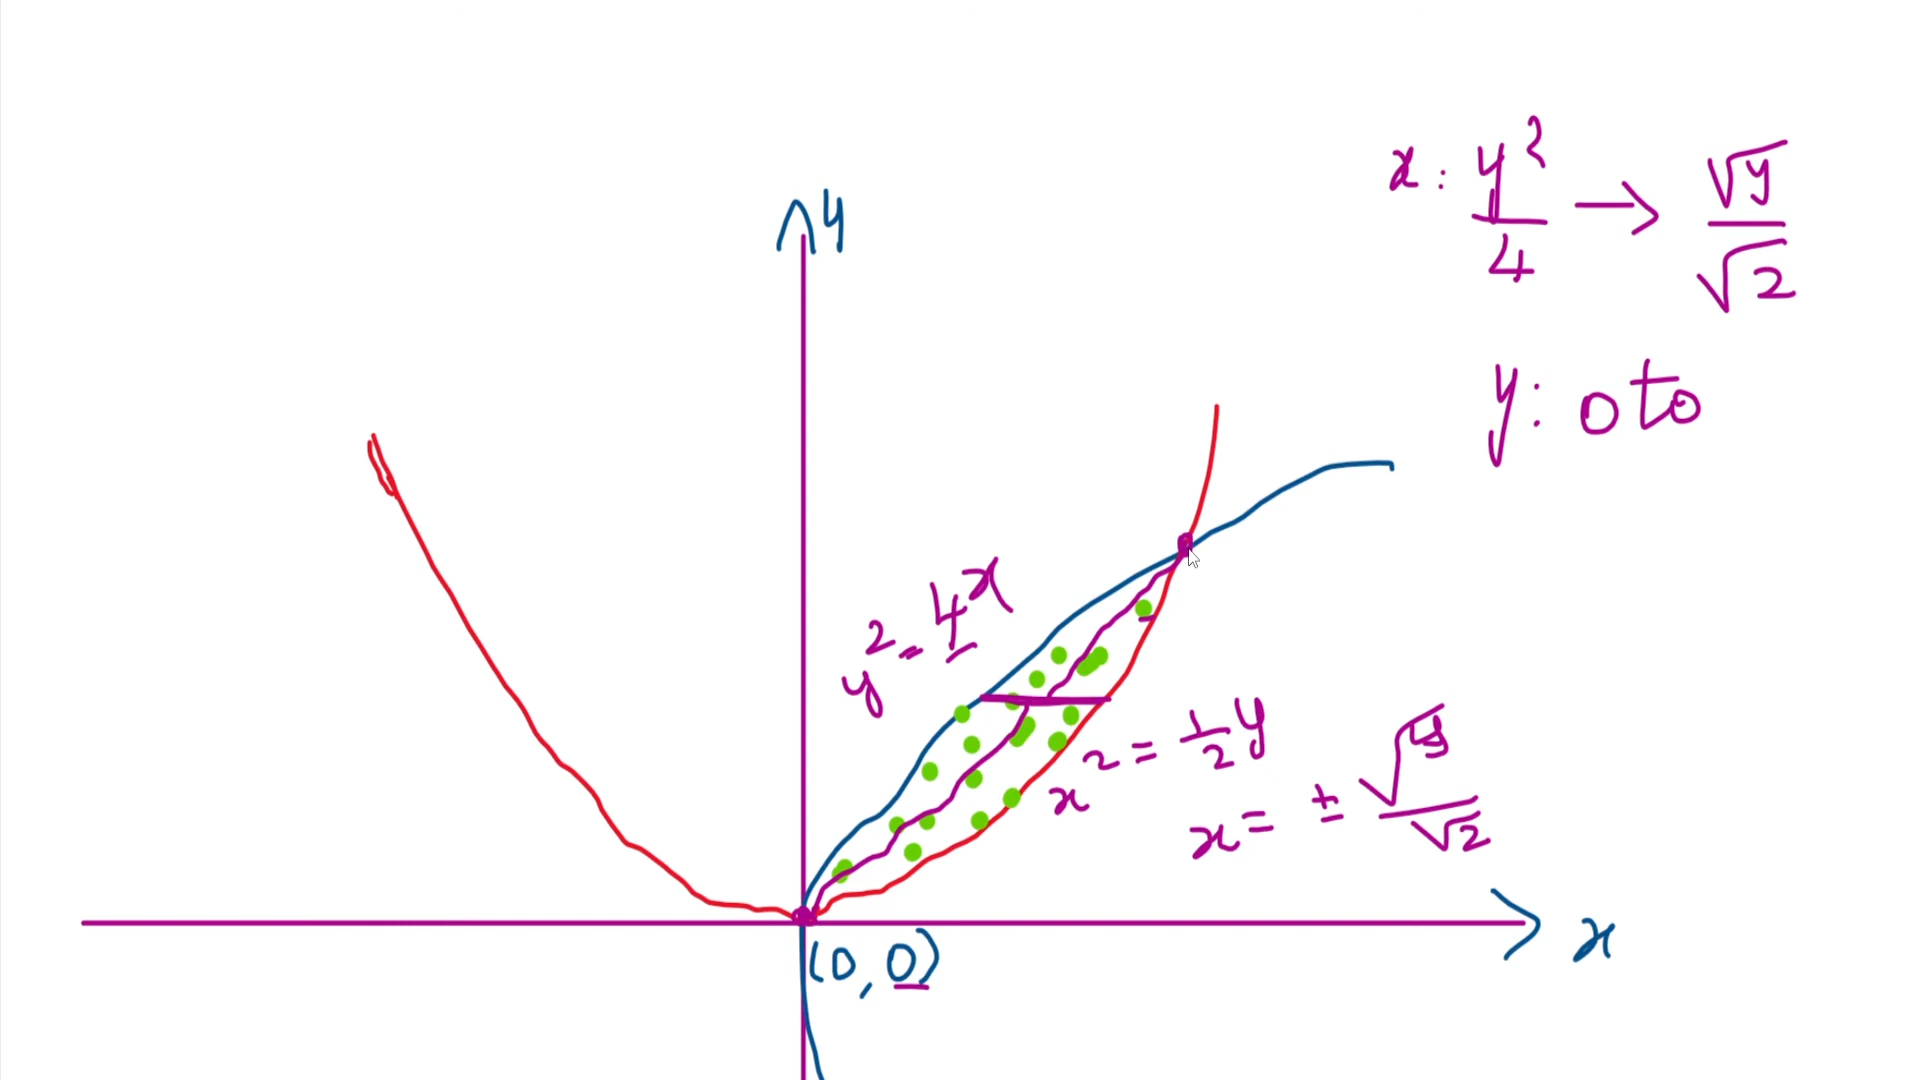 x : y²/4 → √y/√2
y
y : 0 to
y² = 4x
x² = 1/2 y
x = ± √y/√2
(0, 0)
x